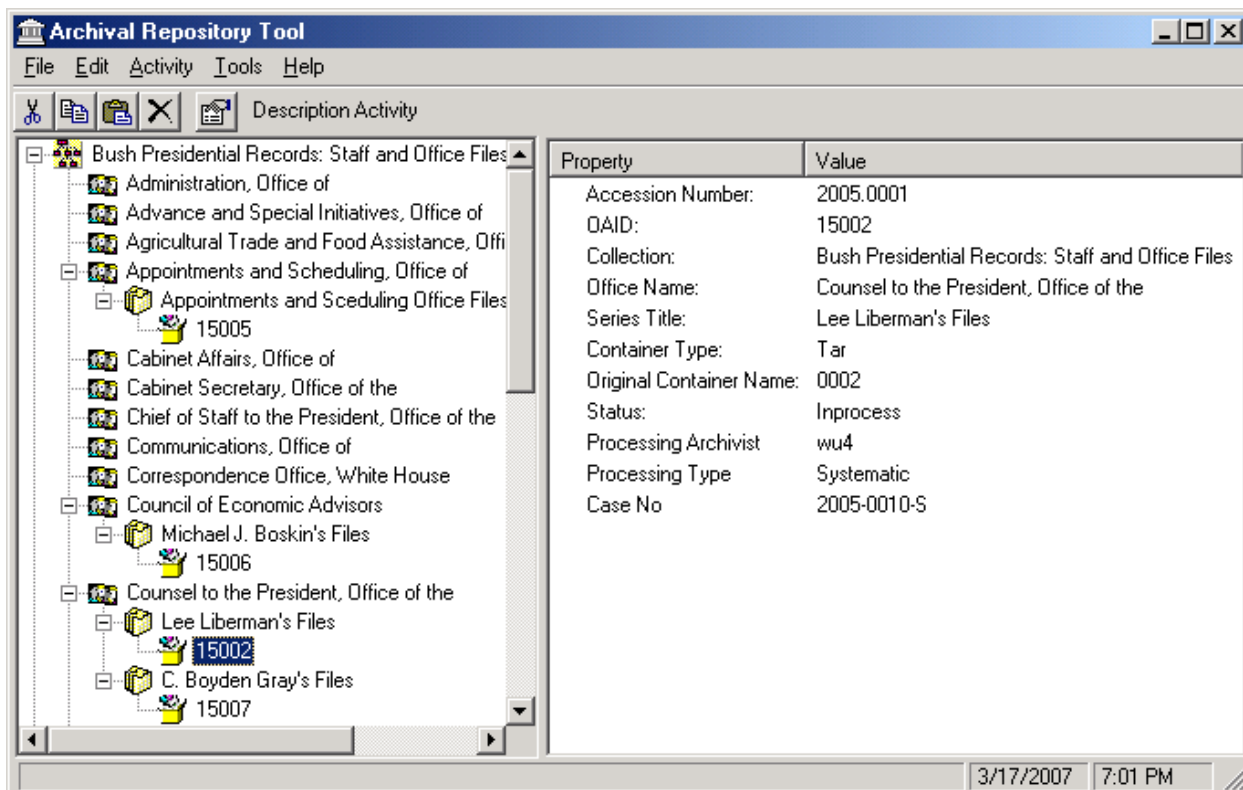 Archival Repository Tool
File Edit Activity Tools Help
Description Activity
Bush Presidential Records: Staff and Office Files
Administration, Office of
Advance and Special Initiatives, Office of
Agricultural Trade and Food Assistance, Offi
Appointments and Scheduling, Office of
Appointments and Sceduling Office Files
15005
Cabinet Affairs, Office of
Cabinet Secretary, Office of the
Chief of Staff to the President, Office of the
Communications, Office of
Correspondence Office, White House
Council of Economic Advisors
Michael J. Boskin's Files
15006
Counsel to the President, Office of the
Lee Liberman's Files
15002
C. Boyden Gray's Files
15007
Property Value
Accession Number: 2005.0001
OAID: 15002
Collection: Bush Presidential Records: Staff and Office Files
Office Name: Counsel to the President, Office of the
Series Title: Lee Liberman's Files
Container Type: Tar
Original Container Name: 0002
Status: Inprocess
Processing Archivist wu4
Processing Type Systematic
Case No 2005-0010-S
3/17/2007 7:01 PM